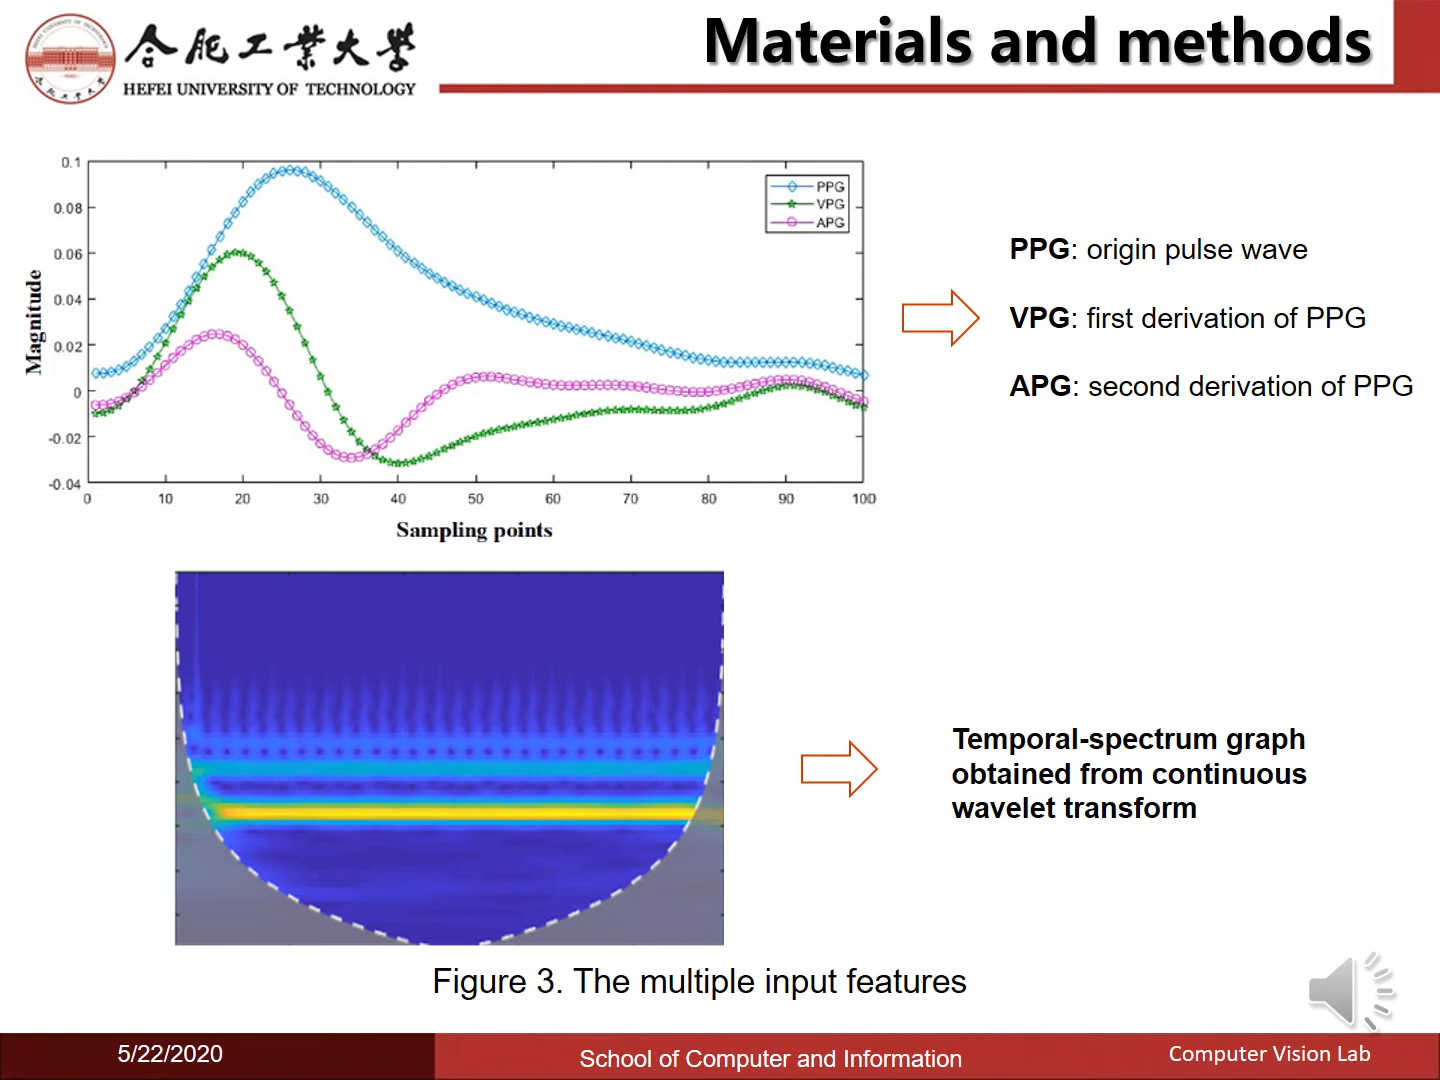 合肥工業大學
HEFEI UNIVERSITY OF TECHNOLOGY
Materials and methods
0.1
0.08
0.06
0.04
0.02
0
-0.02
-0.04
Magnitude
0 10 20 30 40 50 60 70 80 90 100
Sampling points
PPG
VPG
APG
PPG: origin pulse wave
VPG: first derivation of PPG
APG: second derivation of PPG
Temporal-spectrum graph
obtained from continuous
wavelet transform
Figure 3. The multiple input features
5/22/2020
School of Computer and Information
Computer Vision Lab